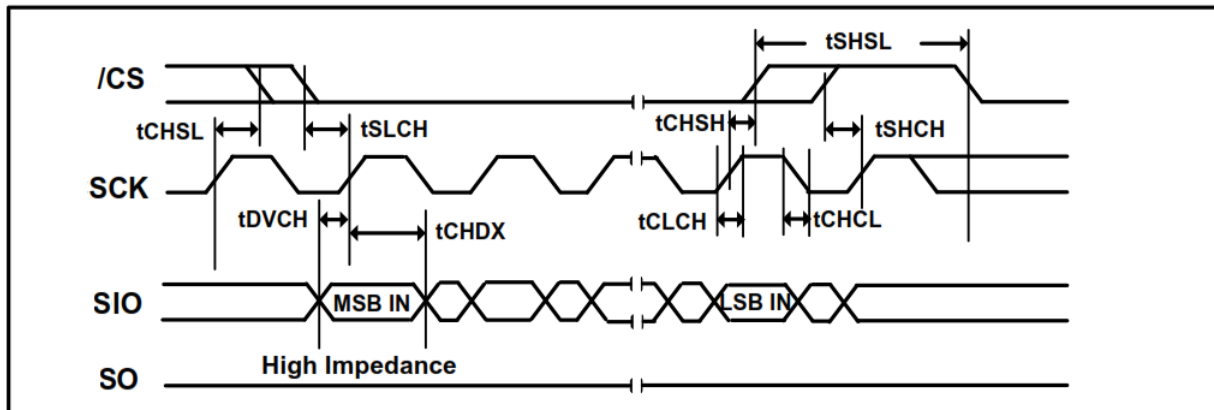 tSHSL
/CS
tCHSL
tSLCH
tCHSH
tSHCH
SCK
tDVCH
tCHDX
tCLCH
tCHCL
SIO
MSB IN
LSB IN
High Impedance
SO